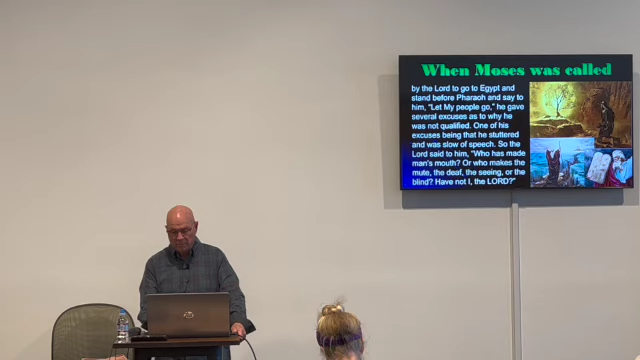 When Moses was called
by the Lord to go to Egypt and
stand before Pharaoh and say to
him, "Let My people go," he gave
several excuses as to why he
was not qualified. One of his
excuses being that he stuttered
and was slow of speech. So the
Lord said to him, "Who has made
man's mouth? Or who makes the
mute, the deaf, the seeing, or the
blind? Have not I, the LORD?"
hp